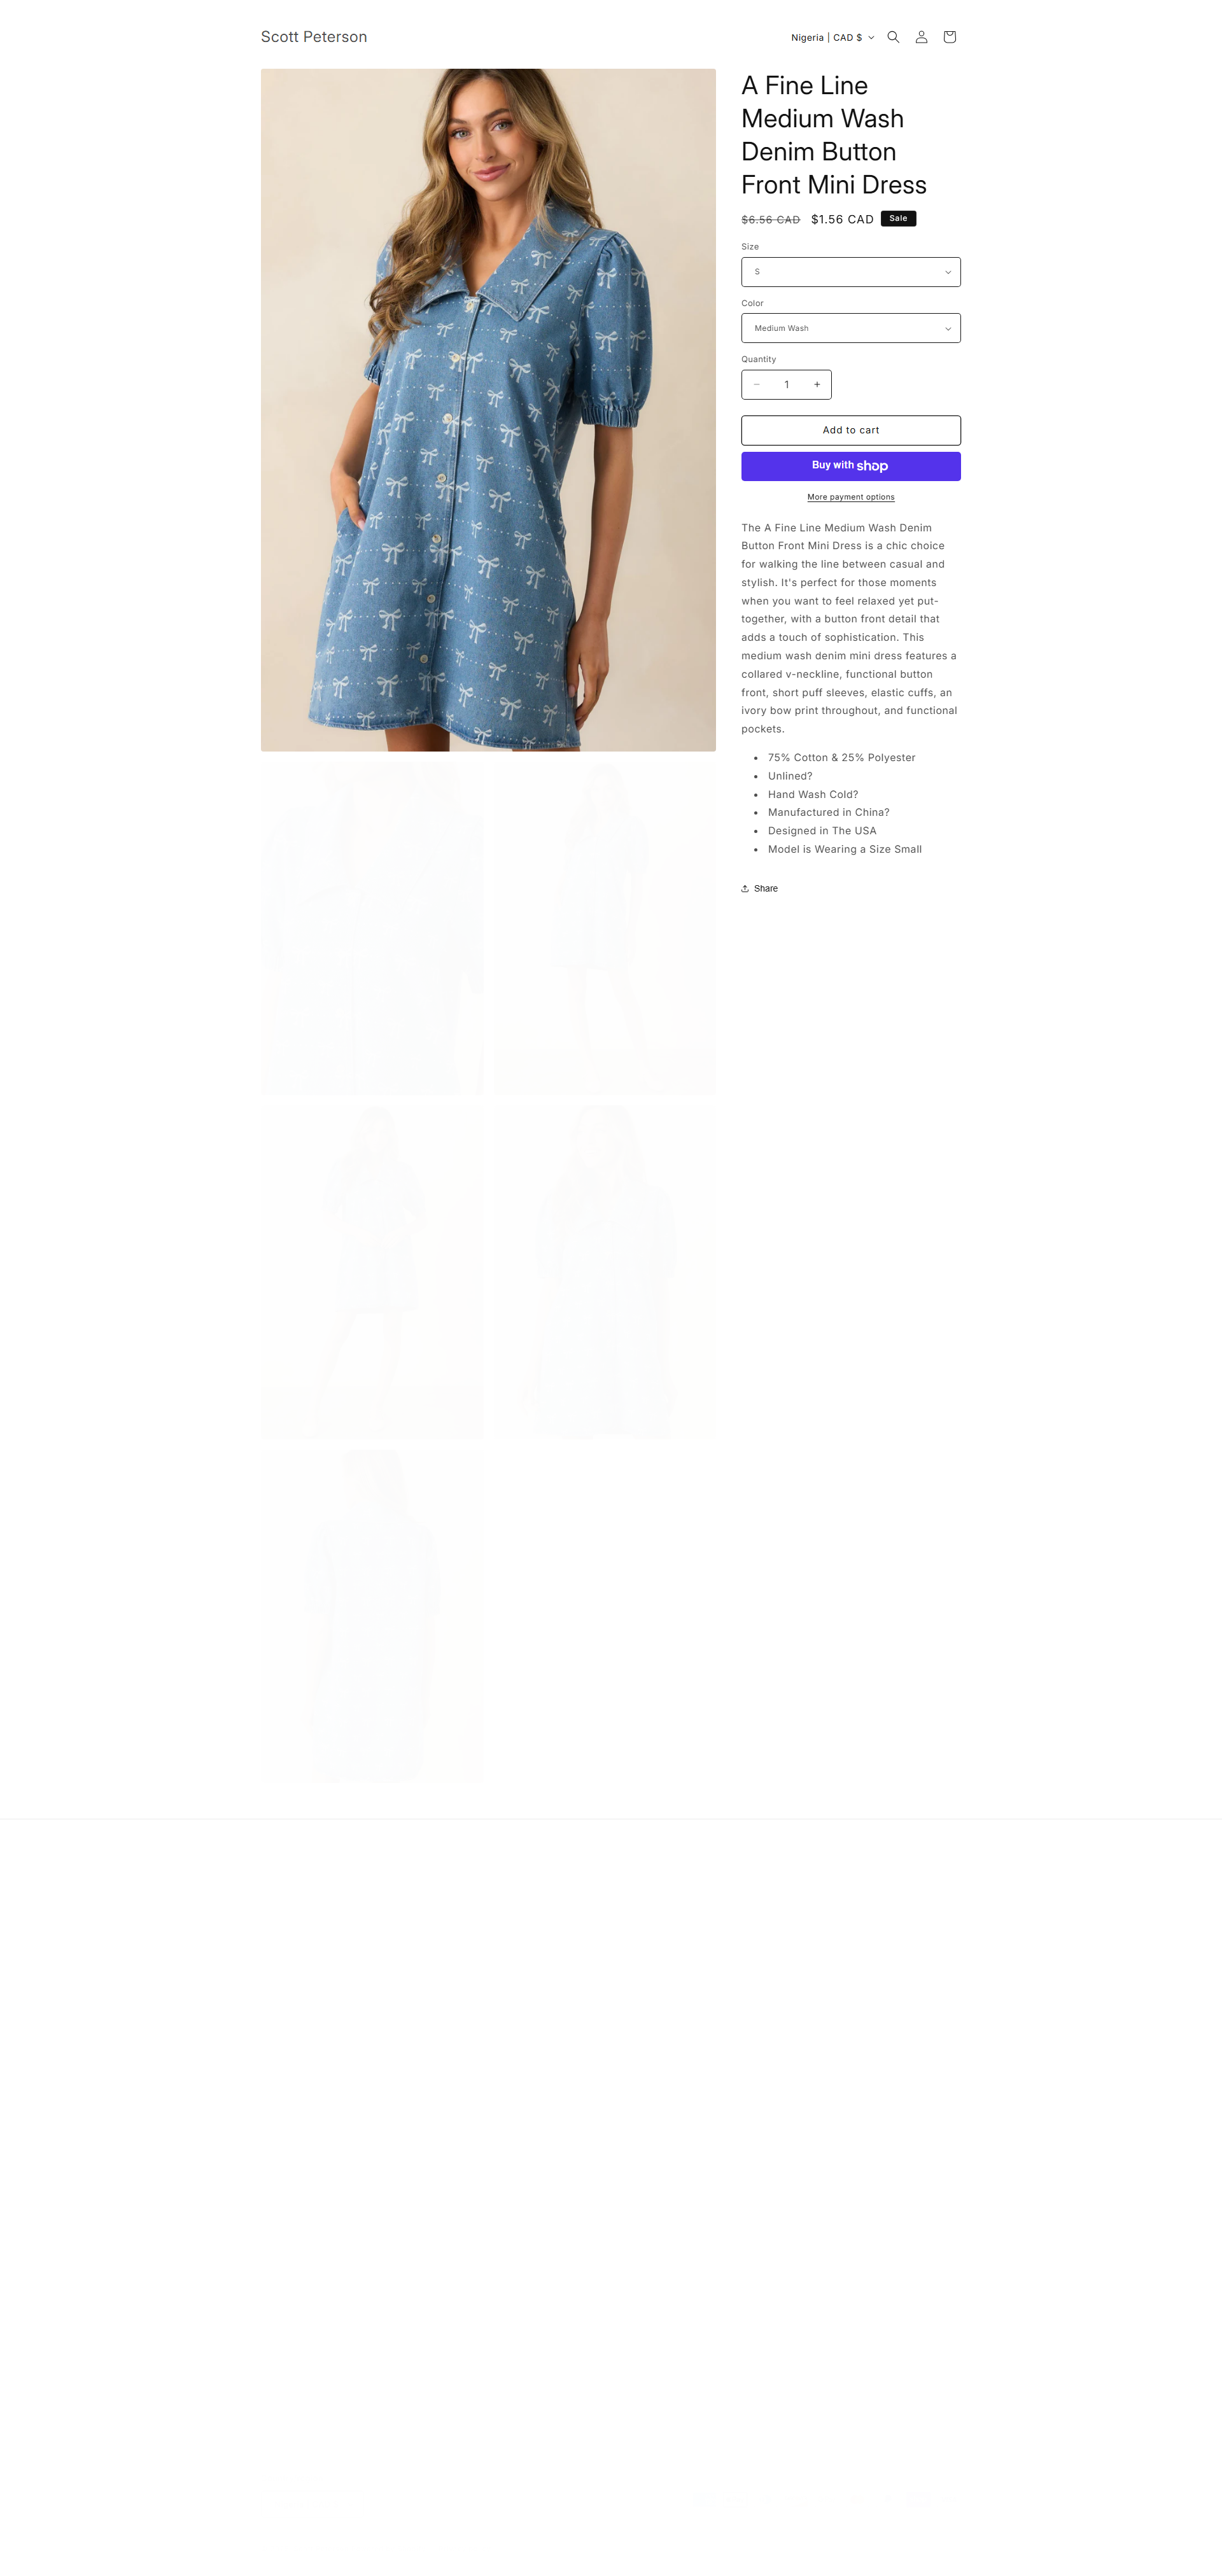 Scott Peterson
Nigeria | CAD $
A Fine Line
Medium Wash
Denim Button
Front Mini Dress
$6.56 CAD $1.56 CAD Sale
Size
S
Color
Medium Wash
Quantity
− 1 +
Add to cart
Buy with shop
More payment options
The A Fine Line Medium Wash Denim
Button Front Mini Dress is a chic choice
for walking the line between casual and
stylish. It's perfect for those moments
when you want to feel relaxed yet put-
together, with a button front detail that
adds a touch of sophistication. This
medium wash denim mini dress features a
collared v-neckline, functional button
front, short puff sleeves, elastic cuffs, an
ivory bow print throughout, and functional
pockets.
• 75% Cotton & 25% Polyester
• Unlined?
• Hand Wash Cold?
• Manufactured in China?
• Designed in The USA
• Model is Wearing a Size Small
Share